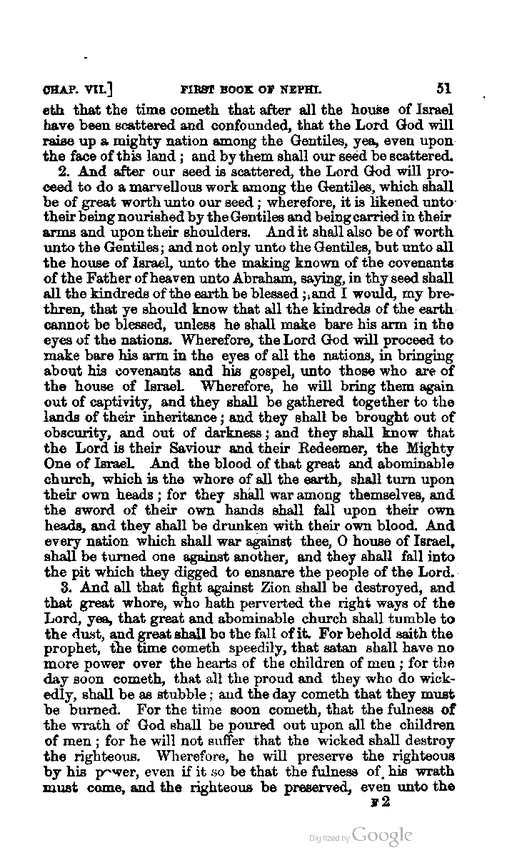 CHAP. VII.] FIRST BOOK OF NEPHI. 51
eth that the time cometh that after all the house of Israel
have been scattered and confounded, that the Lord God will
raise up a mighty nation among the Gentiles, yea, even upon
the face of this land ; and by them shall our seed be scattered.
2. And after our seed is scattered, the Lord God will pro-
ceed to do a marvellous work among the Gentiles, which shall
be of great worth unto our seed ; wherefore, it is likened unto
their being nourished by the Gentiles and being carried in their
arms and upon their shoulders. And it shall also be of worth
unto the Gentiles; and not only unto the Gentiles, but unto all
the house of Israel, unto the making known of the covenants
of the Father of heaven unto Abraham, saying, in thy seed shall
all the kindreds of the earth be blessed ; and I would, my bre-
thren, that ye should know that all the kindreds of the earth
cannot be blessed, unless he shall make bare his arm in the
eyes of the nations. Wherefore, the Lord God will proceed to
make bare his arm in the eyes of all the nations, in bringing
about his covenants and his gospel, unto those who are of
the house of Israel. Wherefore, he will bring them again
out of captivity, and they shall be gathered together to the
lands of their inheritance ; and they shall be brought out of
obscurity, and out of darkness ; and they shall know that
the Lord is their Saviour and their Redeemer, the Mighty
One of Israel. And the blood of that great and abominable
church, which is the whore of all the earth, shall turn upon
their own heads ; for they shall war among themselves, and
the sword of their own hands shall fall upon their own
heads, and they shall be drunken with their own blood. And
every nation which shall war against thee, O house of Israel,
shall be turned one against another, and they shall fall into
the pit which they digged to ensnare the people of the Lord.
3. And all that fight against Zion shall be destroyed, and
that great whore, who hath perverted the right ways of the
Lord, yea, that great and abominable church shall tumble to
the dust, and great shall be the fall of it. For behold saith the
prophet, the time cometh speedily, that satan shall have no
more power over the hearts of the children of men ; for the
day soon cometh, that all the proud and they who do wick-
edly, shall be as stubble ; and the day cometh that they must
be burned. For the time soon cometh, that the fulness of
the wrath of God shall be poured out upon all the children
of men ; for he will not suffer that the wicked shall destroy
the righteous. Wherefore, he will preserve the righteous
by his power, even if it so be that the fulness of his wrath
must come, and the righteous be preserved, even unto the
F 2
Digitized by Google